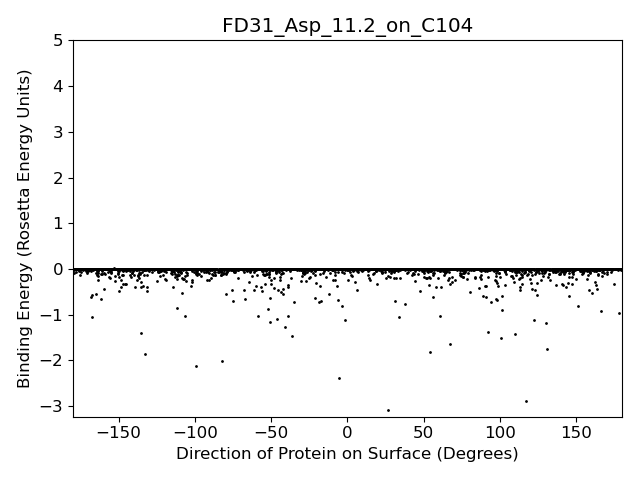 FD31_Asp_11.2_on_C104
Binding Energy (Rosetta Energy Units)
5
4
3
2
1
0
−1
−2
−3
−150 −100 −50 0 50 100 150
Direction of Protein on Surface (Degrees)